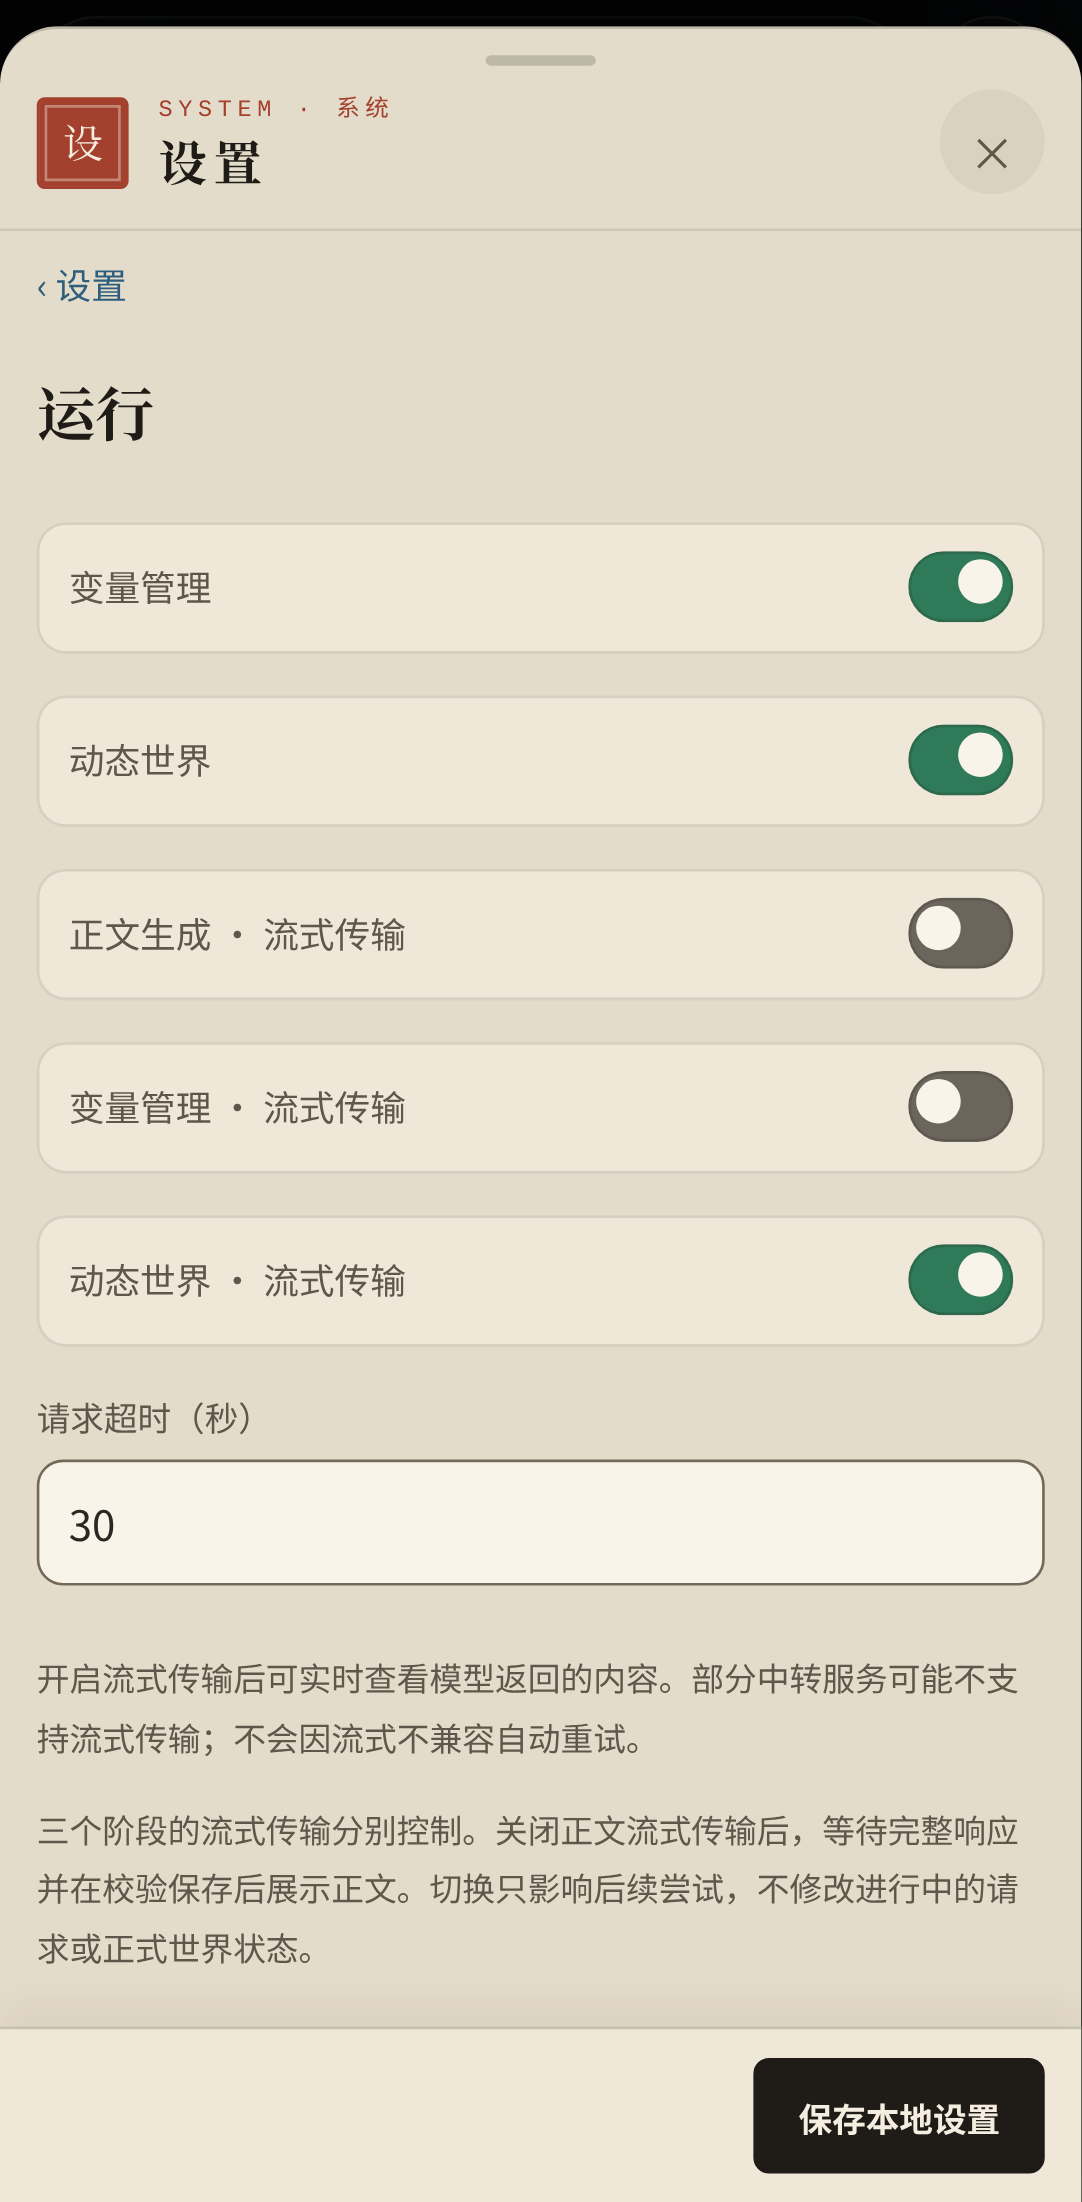 设
SYSTEM · 系统
设置
‹ 设置
运行
变量管理
动态世界
正文生成 · 流式传输
变量管理 · 流式传输
动态世界 · 流式传输
请求超时（秒）
30
开启流式传输后可实时查看模型返回的内容。部分中转服务可能不支
持流式传输；不会因流式不兼容自动重试。
三个阶段的流式传输分别控制。关闭正文流式传输后，等待完整响应
并在校验保存后展示正文。切换只影响后续尝试，不修改进行中的请
求或正式世界状态。
保存本地设置